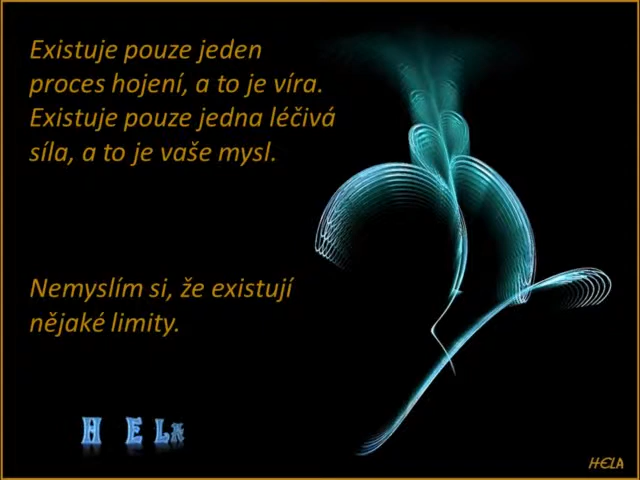 Existuje pouze jeden
proces hojení, a to je víra.
Existuje pouze jedna léčivá
síla, a to je vaše mysl.
Nemyslím si, že existují
nějaké limity.
HELA
HELA